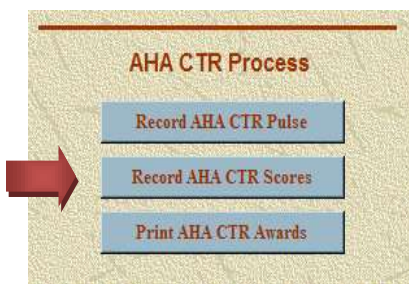 AHA CTR Process
Record AHA CTR Pulse
Record AHA CTR Scores
Print AHA CTR Awards